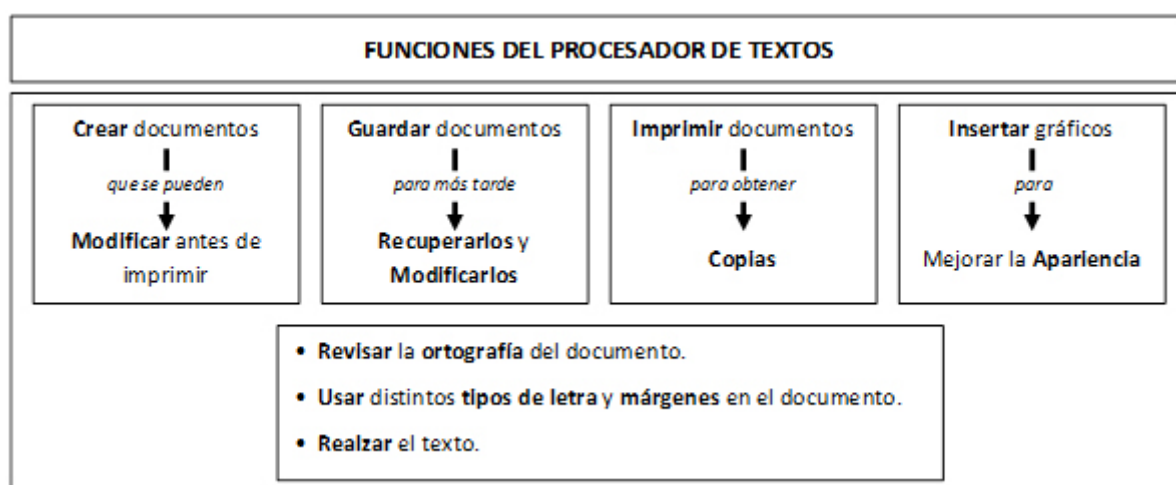 FUNCIONES DEL PROCESADOR DE TEXTOS
Crear documentos
que se pueden
Modificar antes de
imprimir
Guardar documentos
para más tarde
Recuperarlos y
Modificarlos
Imprimir documentos
para obtener
Copias
Insertar gráficos
para
Mejorar la Apariencia
• Revisar la ortografía del documento.
• Usar distintos tipos de letra y márgenes en el documento.
• Realzar el texto.